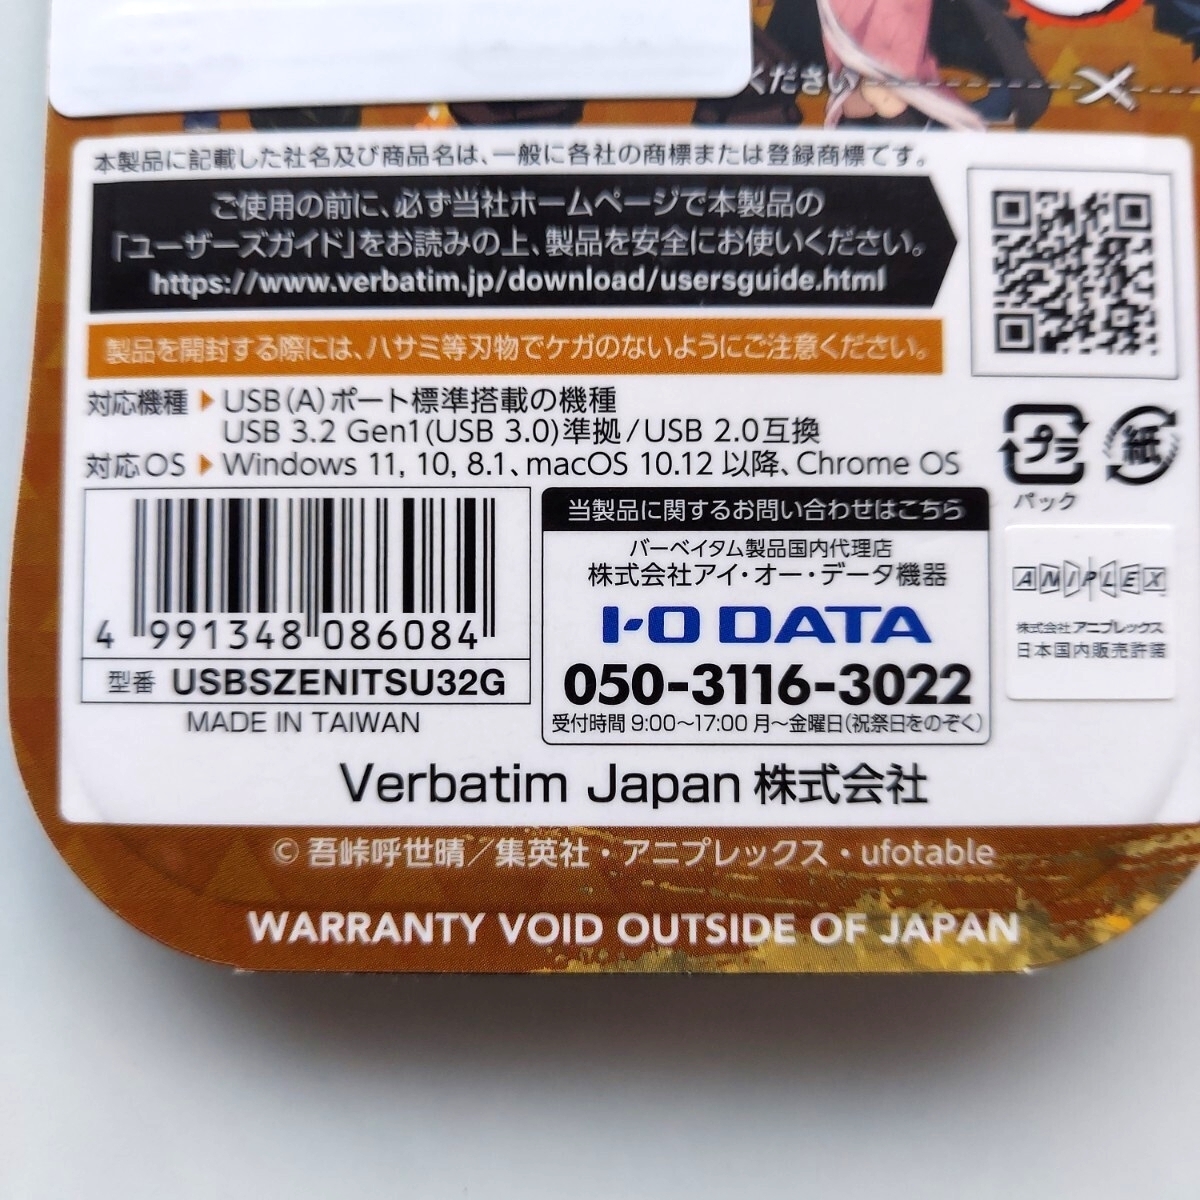 ください
本製品に記載した社名及び商品名は、一般に各社の商標または登録商標です。
ご使用の前に、必ず当社ホームページで本製品の
「ユーザーズガイド」をお読みの上、製品を安全にお使いください。
https://www.verbatim.jp/download/usersguide.html
製品を開封する際には、ハサミ等刃物でケガのないようにご注意ください。
対応機種 ▶ USB(A)ポート標準搭載の機種
USB 3.2 Gen1(USB 3.0)準拠/USB 2.0互換
対応OS ▶ Windows 11, 10, 8.1、macOS 10.12 以降、Chrome OS
プラ
パック
紙
4 991348 086084
型番 USBSZENITSU32G
MADE IN TAIWAN
当製品に関するお問い合わせはこちら
バーベイタム製品国内代理店
株式会社アイ・オー・データ機器
I-O DATA
050-3116-3022
受付時間 9:00～17:00 月～金曜日(祝祭日をのぞく)
ANIPLEX
株式会社アニプレックス
日本国内販売許諾
Verbatim Japan 株式会社
© 吾峠呼世晴／集英社・アニプレックス・ufotable
WARRANTY VOID OUTSIDE OF JAPAN